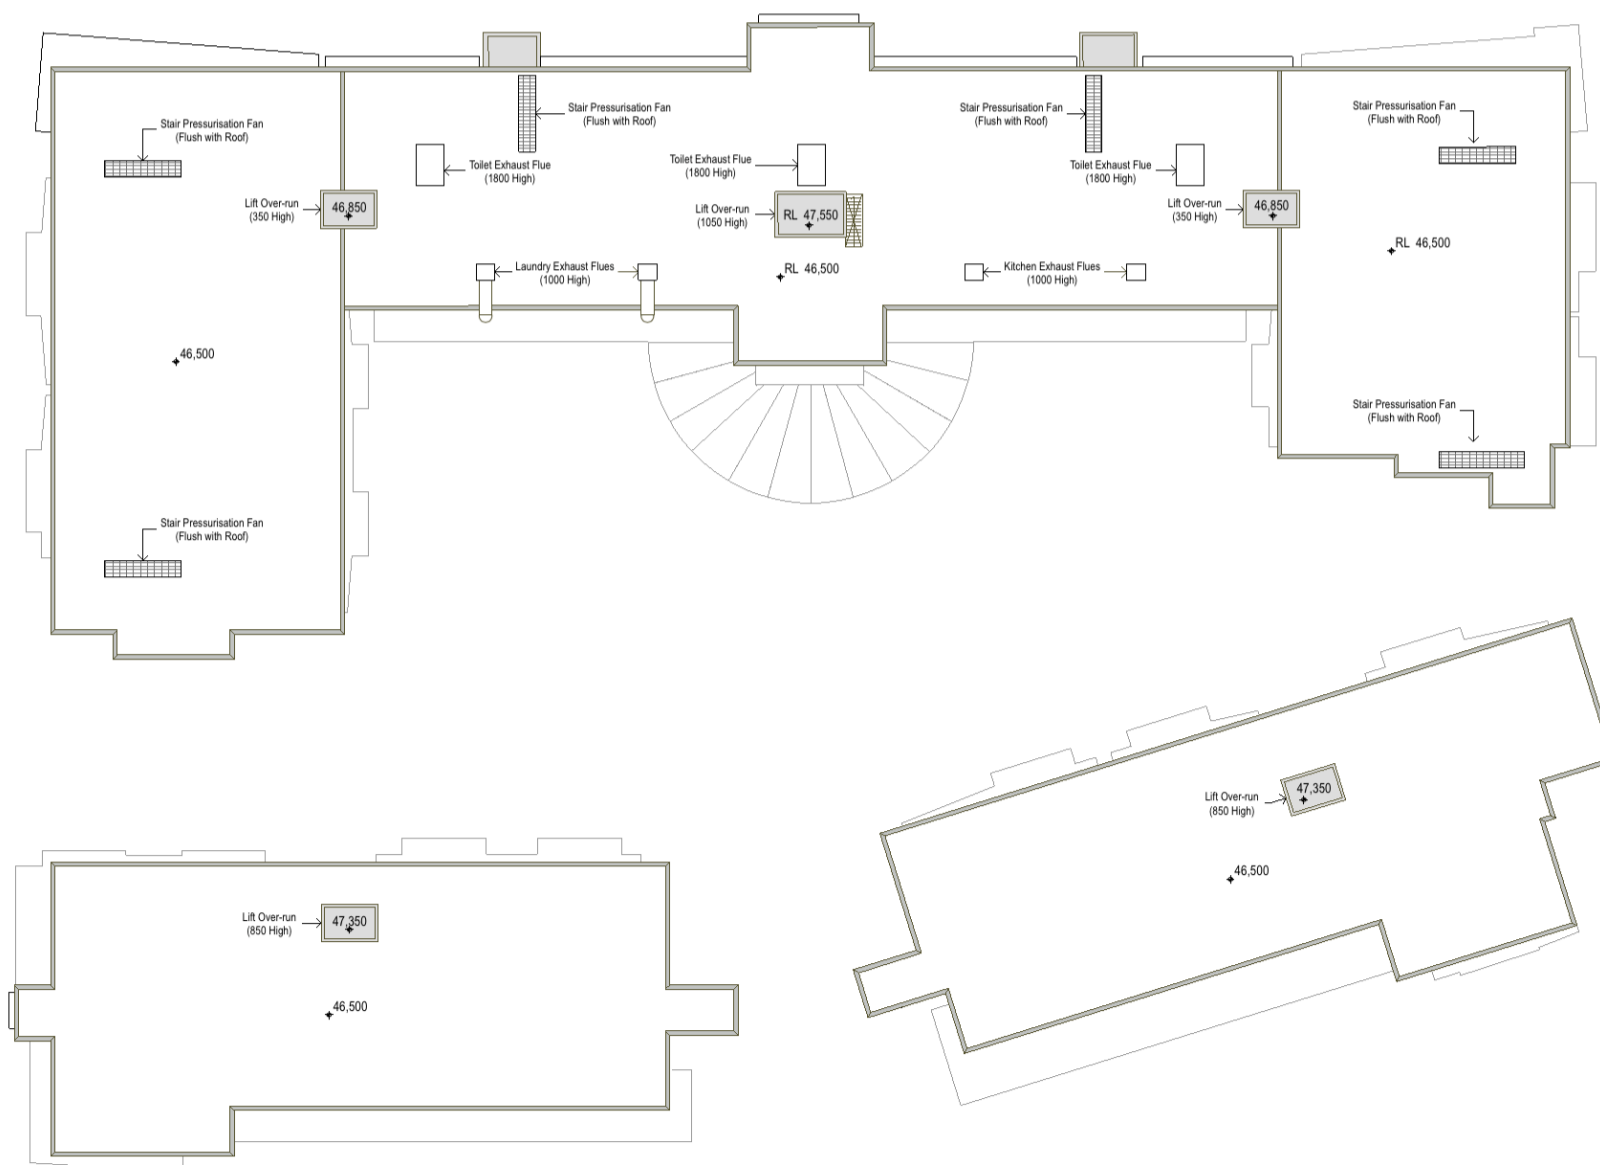 Stair Pressurisation Fan
(Flush with Roof)
Stair Pressurisation Fan
(Flush with Roof)
Stair Pressurisation Fan
(Flush with Roof)
Stair Pressurisation Fan
(Flush with Roof)
Toilet Exhaust Flue
(1800 High)
Toilet Exhaust Flue
(1800 High)
Toilet Exhaust Flue
(1800 High)
Lift Over-run
(350 High)
46,850
Lift Over-run
(1050 High)
RL 47,550
Lift Over-run
(350 High)
46,850
RL 46,500
Laundry Exhaust Flues
(1000 High)
RL 46,500
Kitchen Exhaust Flues
(1000 High)
46,500
Stair Pressurisation Fan
(Flush with Roof)
Stair Pressurisation Fan
(Flush with Roof)
Lift Over-run
(850 High)
47,350
46,500
Lift Over-run
(850 High)
47,350
46,500